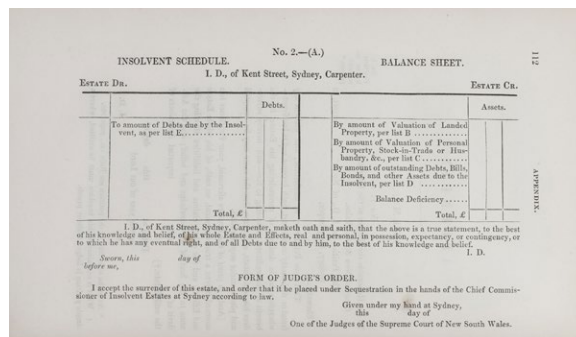 No. 2.—(A.)
INSOLVENT SCHEDULE. BALANCE SHEET.
112
I. D., of Kent Street, Sydney, Carpenter.
ESTATE DR. ESTATE CR.
Debts. Assets.
To amount of Debts due by the Insol-
vent, as per list E................
Total, £
By amount of Valuation of Landed
Property, per list B .............
By amount of Valuation of Personal
Property, Stock-in-Trade or Hus-
bandry, &c., per list C............
By amount of outstanding Debts, Bills,
Bonds, and other Assets due to the
Insolvent, per list D ............
Balance Deficiency......
Total, £
APPENDIX.
I. D., of Kent Street, Sydney, Carpenter, maketh oath and saith, that the above is a true statement, to the best
of his knowledge and belief, of his whole Estate and Effects, real and personal, in possession, expectancy, or contingency, or
to which he has any eventual right, and of all Debts due to and by him, to the best of his knowledge and belief.
I. D.
Sworn, this day of
before me,
FORM OF JUDGE'S ORDER.
I accept the surrender of this estate, and order that it be placed under Sequestration in the hands of the Chief Commis-
sioner of Insolvent Estates at Sydney according to law.
Given under my hand at Sydney,
this day of
One of the Judges of the Supreme Court of New South Wales.